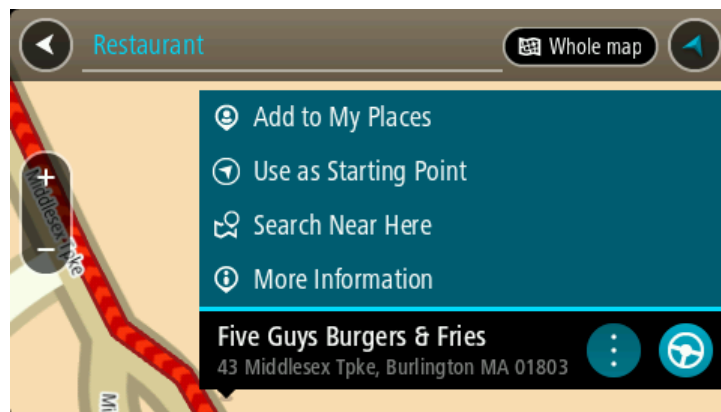 Restaurant
Whole map
Add to My Places
Use as Starting Point
Search Near Here
More Information
Five Guys Burgers & Fries
43 Middlesex Tpke, Burlington MA 01803
+
Middlesex Tpke
−
Mi